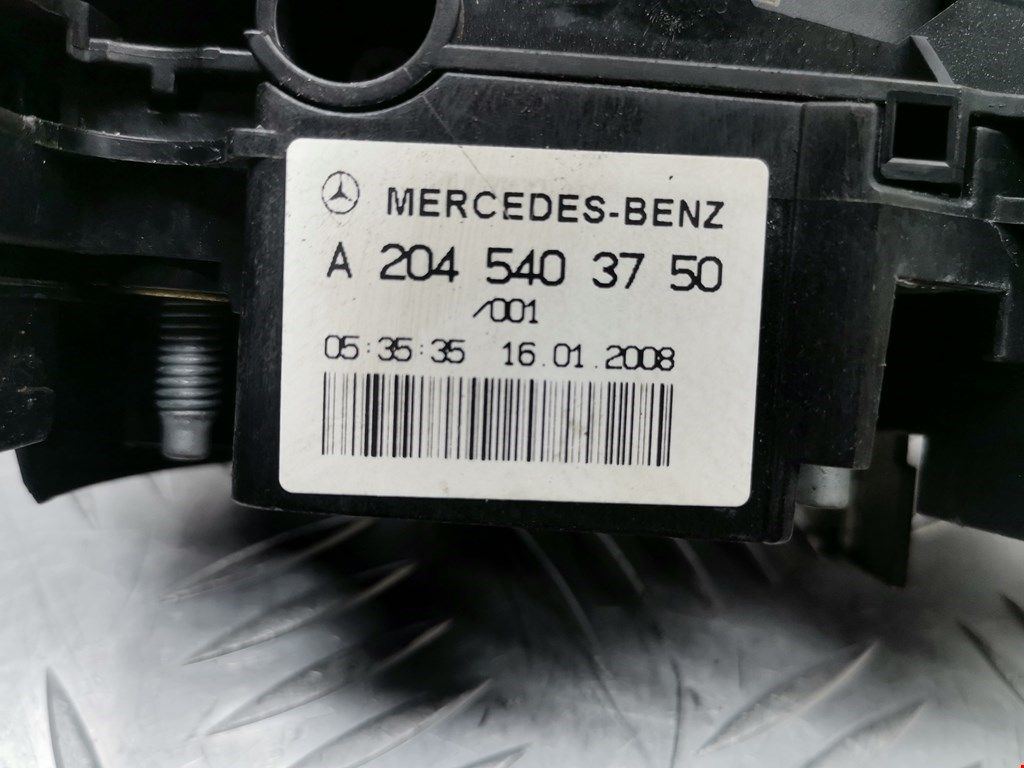 MERCEDES-BENZ
A 204 540 37 50
/001
05:35:35 16.01.2008